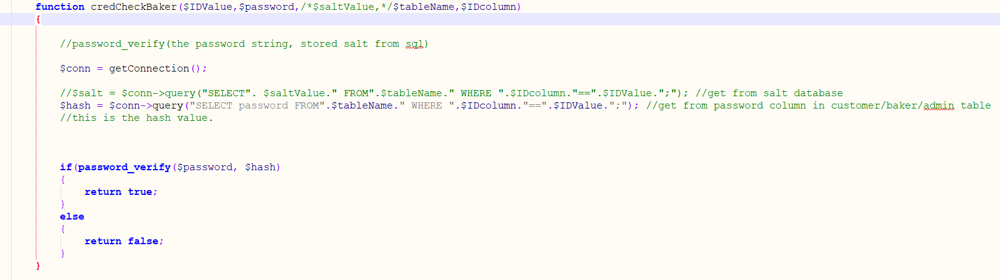 function credCheckBaker($IDValue,$password,/*$saltValue,*/$tableName,$IDcolumn)
{
//password_verify(the password string, stored salt from sql)
$conn = getConnection();
//$salt = $conn->query("SELECT". $saltValue." FROM".$tableName." WHERE ".$IDcolumn."==".$IDValue.";"); //get from salt database
$hash = $conn->query("SELECT password FROM".$tableName." WHERE ".$IDcolumn."==".$IDValue.";"); //get from password column in customer/baker/admin table
//this is the hash value.
if(password_verify($password, $hash)
{
return true;
}
else
{
return false;
}
}